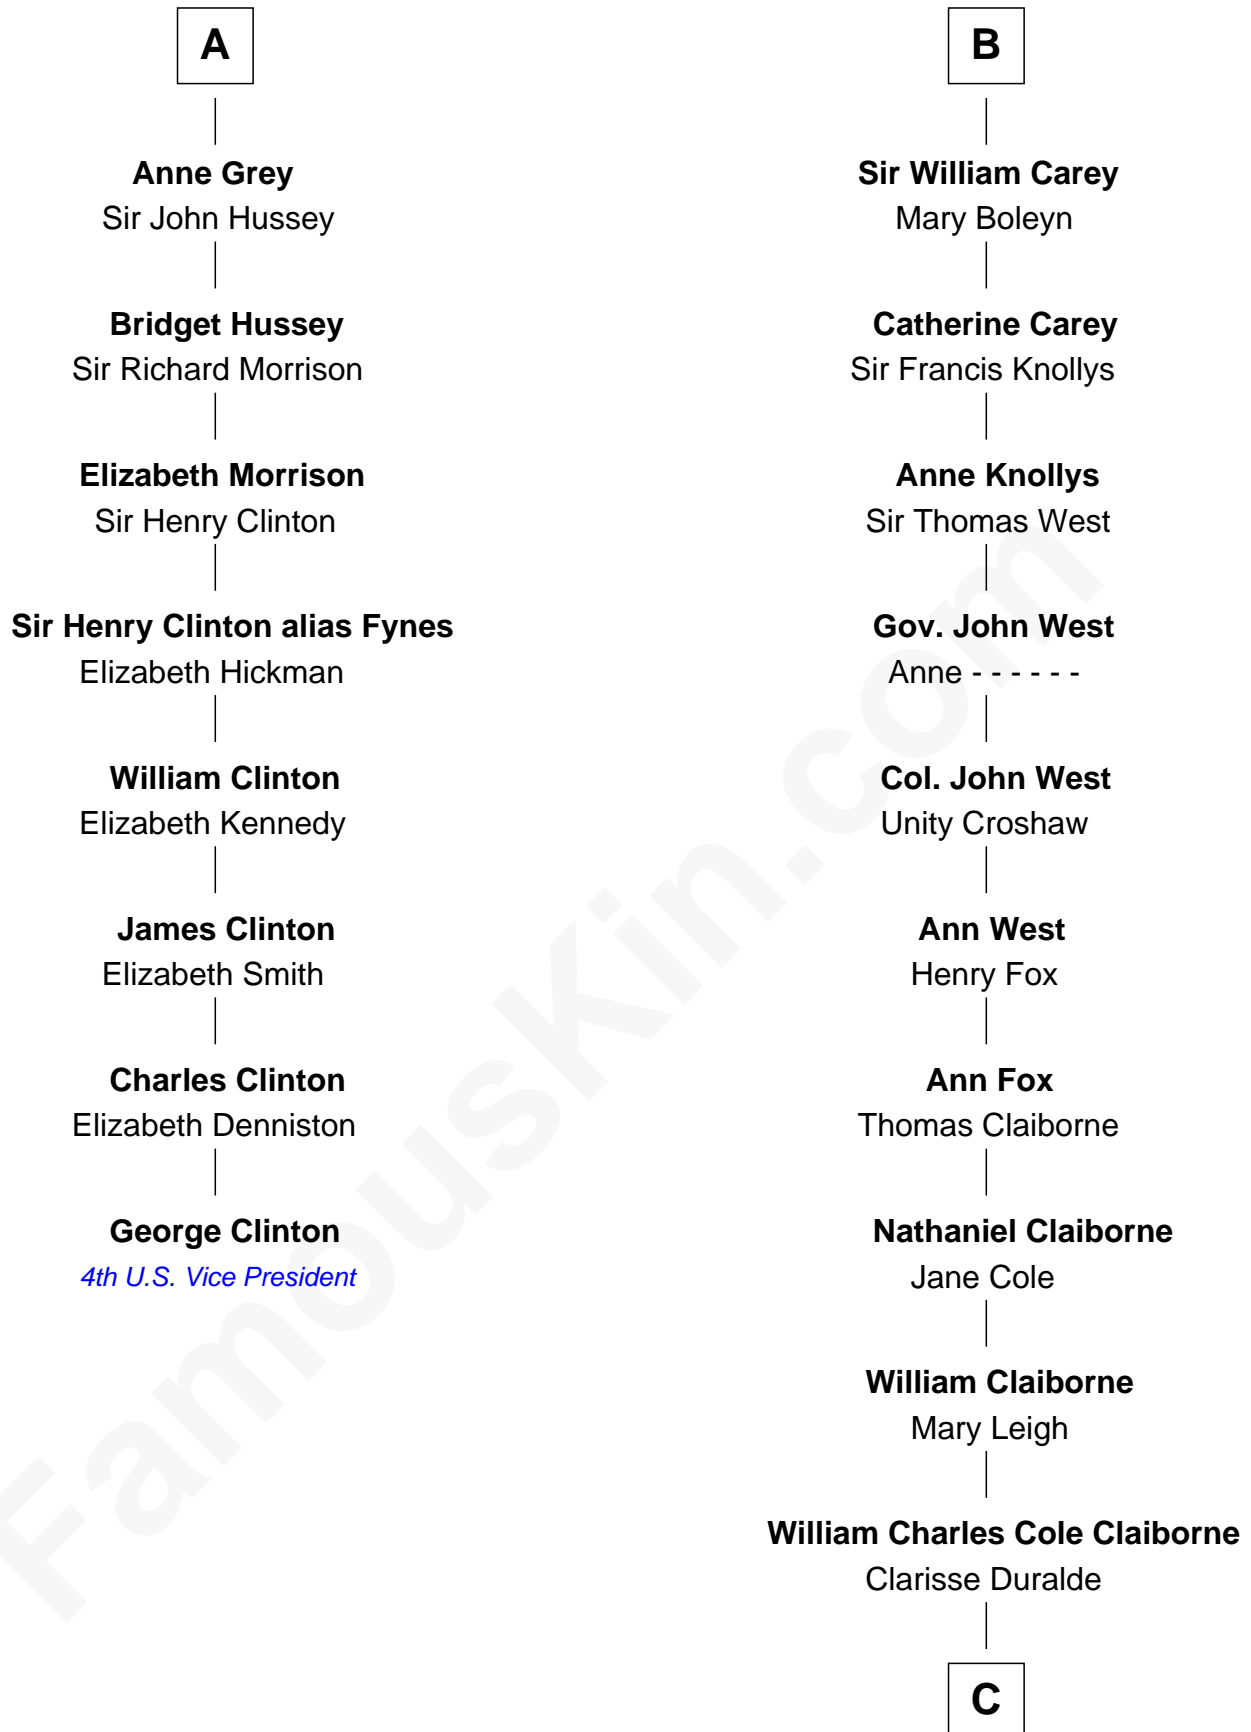 A
Anne Grey
Sir John Hussey
Bridget Hussey
Sir Richard Morrison
Elizabeth Morrison
Sir Henry Clinton
Sir Henry Clinton alias Fynes
Elizabeth Hickman
William Clinton
Elizabeth Kennedy
James Clinton
Elizabeth Smith
Charles Clinton
Elizabeth Denniston
George Clinton
4th U.S. Vice President
B
Sir William Carey
Mary Boleyn
Catherine Carey
Sir Francis Knollys
Anne Knollys
Sir Thomas West
Gov. John West
Anne - - - - - -
Col. John West
Unity Croshaw
Ann West
Henry Fox
Ann Fox
Thomas Claiborne
Nathaniel Claiborne
Jane Cole
William Claiborne
Mary Leigh
William Charles Cole Claiborne
Clarisse Duralde
C
FamousKin.com